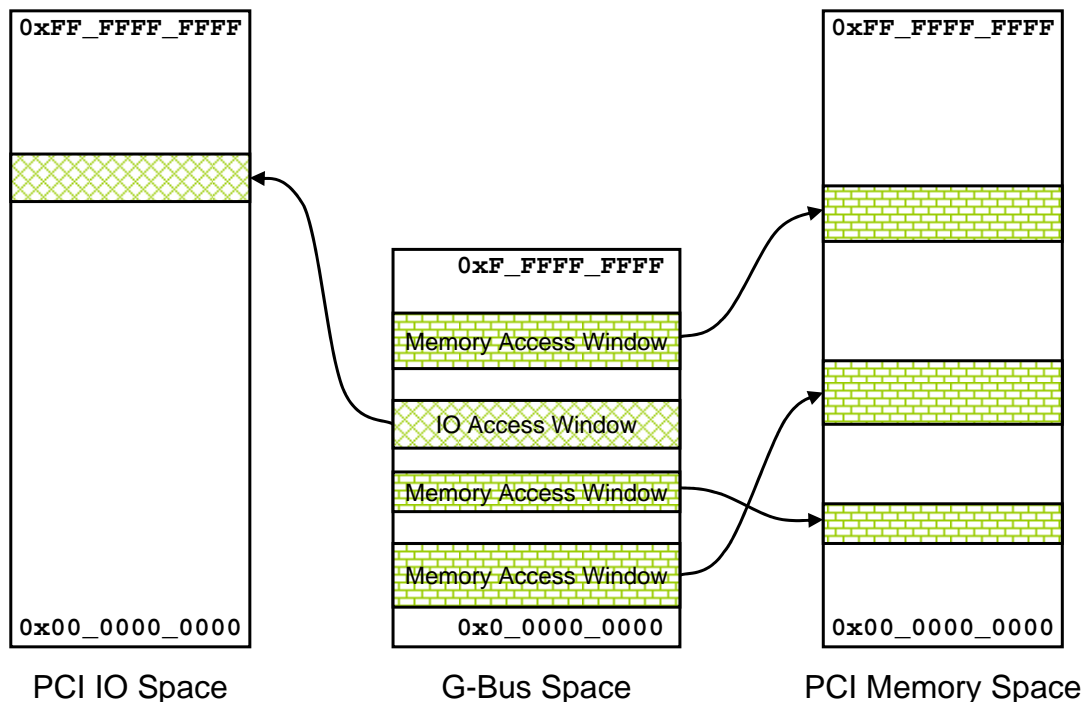 0xFF_FFFF_FFFF
0x00_0000_0000
PCI IO Space
0xF_FFFF_FFFF
Memory Access Window
IO Access Window
Memory Access Window
Memory Access Window
0x0_0000_0000
G-Bus Space
0xFF_FFFF_FFFF
0x00_0000_0000
PCI Memory Space